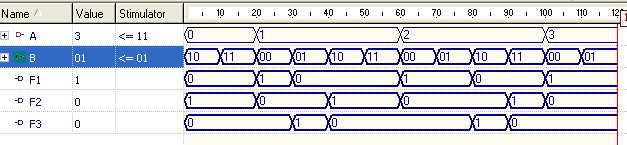 Name Value Stimulator 10 20 30 40 50 60 70 80 90 100 110 12
A 3 <= 11 0 1 2 3
B 01 <= 01 10 11 00 01 10 11 00 01 10 11 00 01
F1 1 0 1 0 1 0 1
F2 0 1 0 1 0 1 0
F3 0 0 1 0 1 0